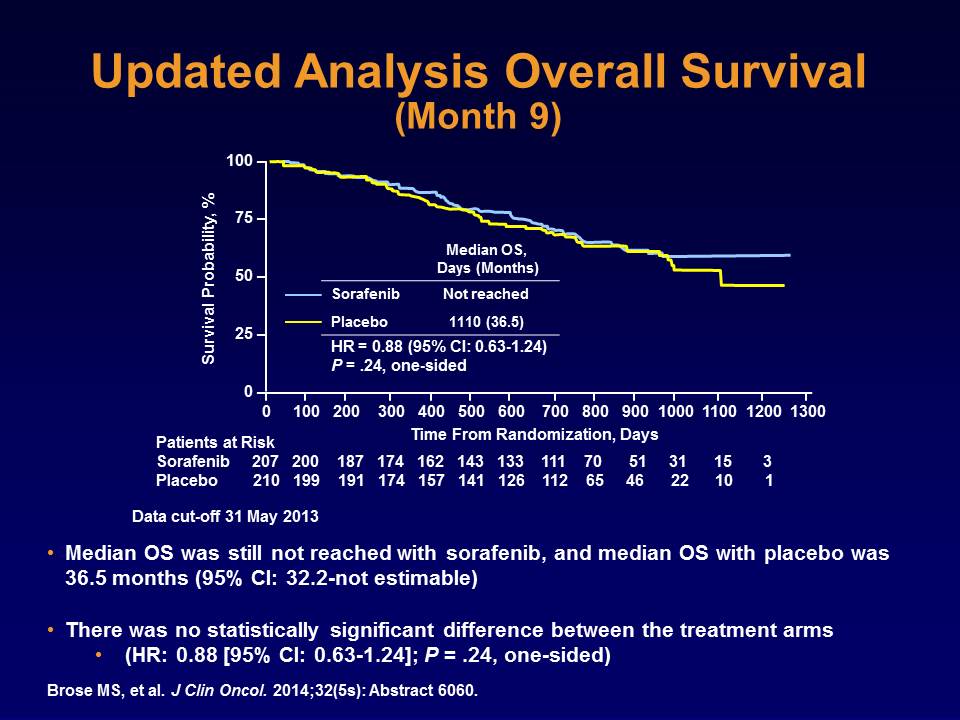 Updated Analysis Overall Survival
(Month 9)
Survival Probability, %
100
75
50
25
0
Median OS,
Days (Months)
Sorafenib Not reached
Placebo 1110 (36.5)
HR = 0.88 (95% CI: 0.63-1.24)
P = .24, one-sided
0 100 200 300 400 500 600 700 800 900 1000 1100 1200 1300
Time From Randomization, Days
Patients at Risk
Sorafenib 207 200 187 174 162 143 133 111 70 51 31 15 3
Placebo 210 199 191 174 157 141 126 112 65 46 22 10 1
Data cut-off 31 May 2013
• Median OS was still not reached with sorafenib, and median OS with placebo was
36.5 months (95% CI: 32.2-not estimable)
• There was no statistically significant difference between the treatment arms
• (HR: 0.88 [95% CI: 0.63-1.24]; P = .24, one-sided)
Brose MS, et al. J Clin Oncol. 2014;32(5s): Abstract 6060.